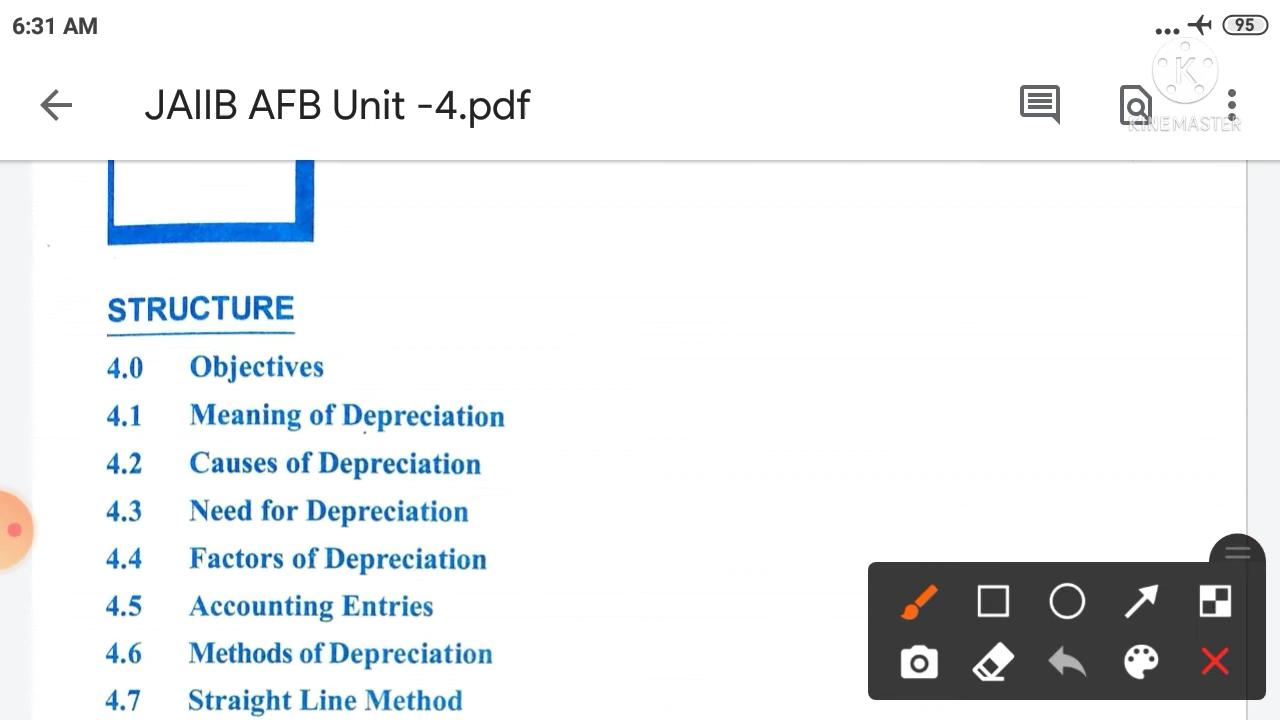 6:31 AM
95
JAIIB AFB Unit -4.pdf
K
KINEMASTER
STRUCTURE
4.0 Objectives
4.1 Meaning of Depreciation
4.2 Causes of Depreciation
4.3 Need for Depreciation
4.4 Factors of Depreciation
4.5 Accounting Entries
4.6 Methods of Depreciation
4.7 Straight Line Method